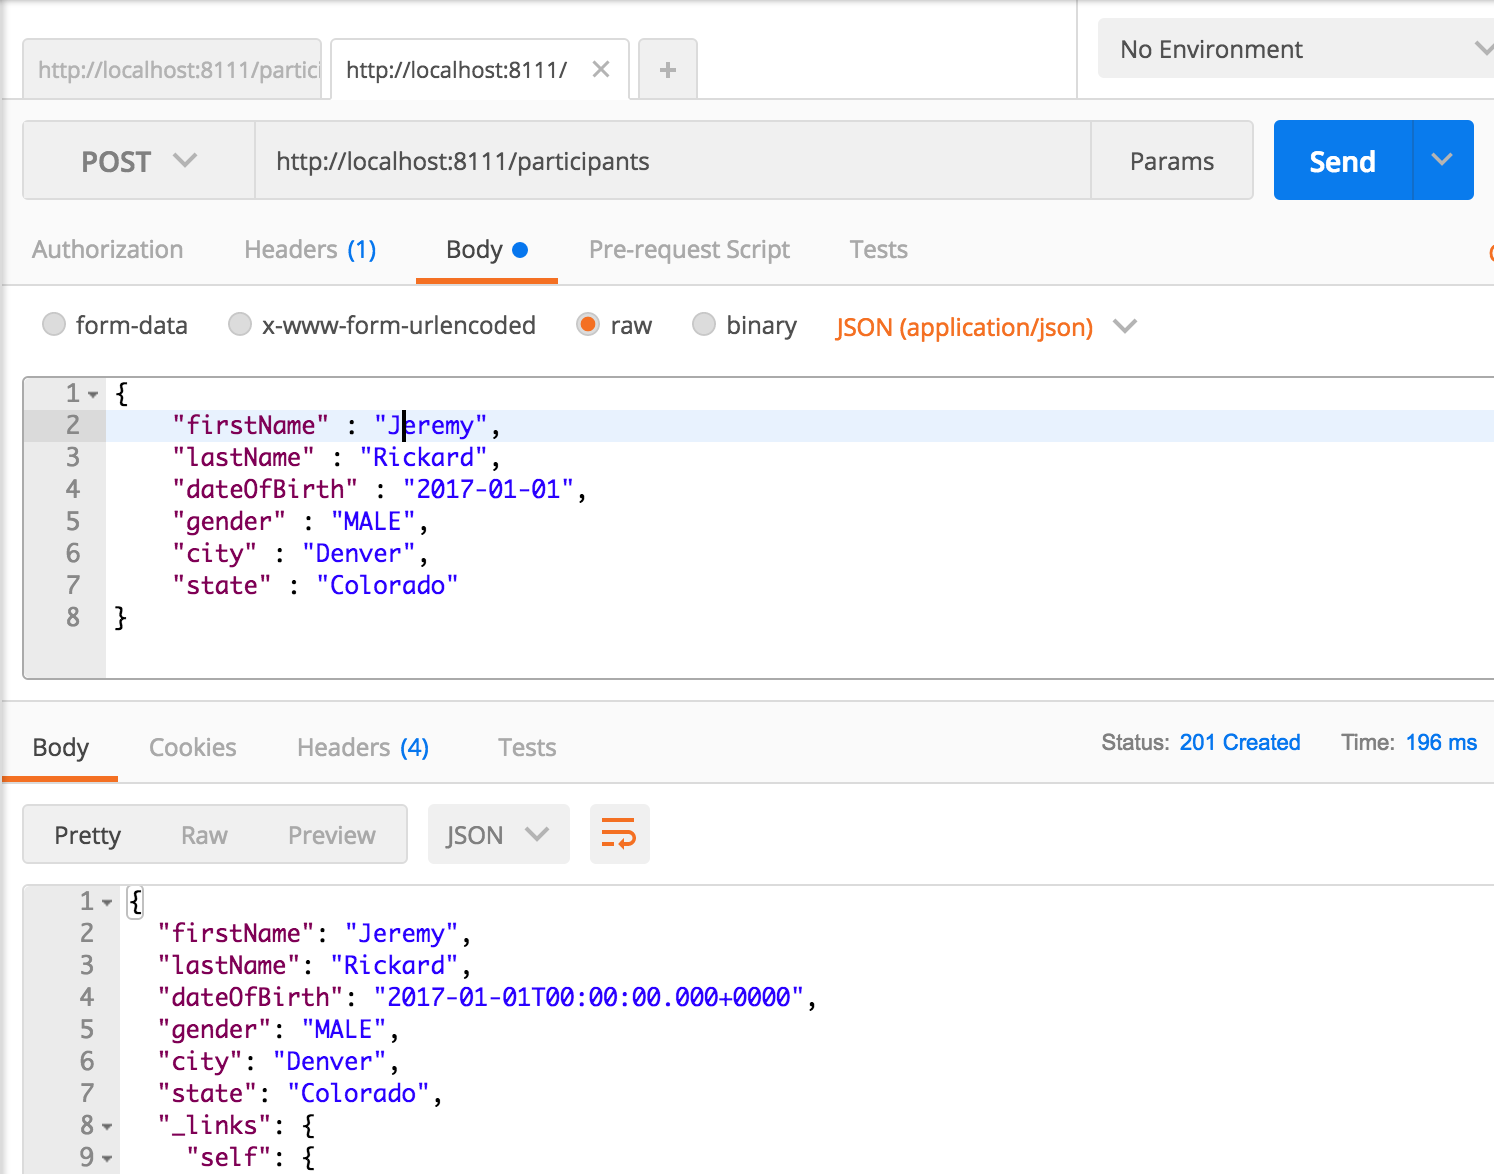 http://localhost:8111/partici
http://localhost:8111/
No Environment
POST
http://localhost:8111/participants
Params
Send
Authorization
Headers (1)
Body
Pre-request Script
Tests
form-data
x-www-form-urlencoded
raw
binary
JSON (application/json)
1 {
2 "firstName" : "Jeremy",
3 "lastName" : "Rickard",
4 "dateOfBirth" : "2017-01-01",
5 "gender" : "MALE",
6 "city" : "Denver",
7 "state" : "Colorado"
8 }
Body
Cookies
Headers (4)
Tests
Status: 201 Created
Time: 196 ms
Pretty
Raw
Preview
JSON
1 {
2 "firstName": "Jeremy",
3 "lastName": "Rickard",
4 "dateOfBirth": "2017-01-01T00:00:00.000+0000",
5 "gender": "MALE",
6 "city": "Denver",
7 "state": "Colorado",
8 "_links": {
9 "self": {